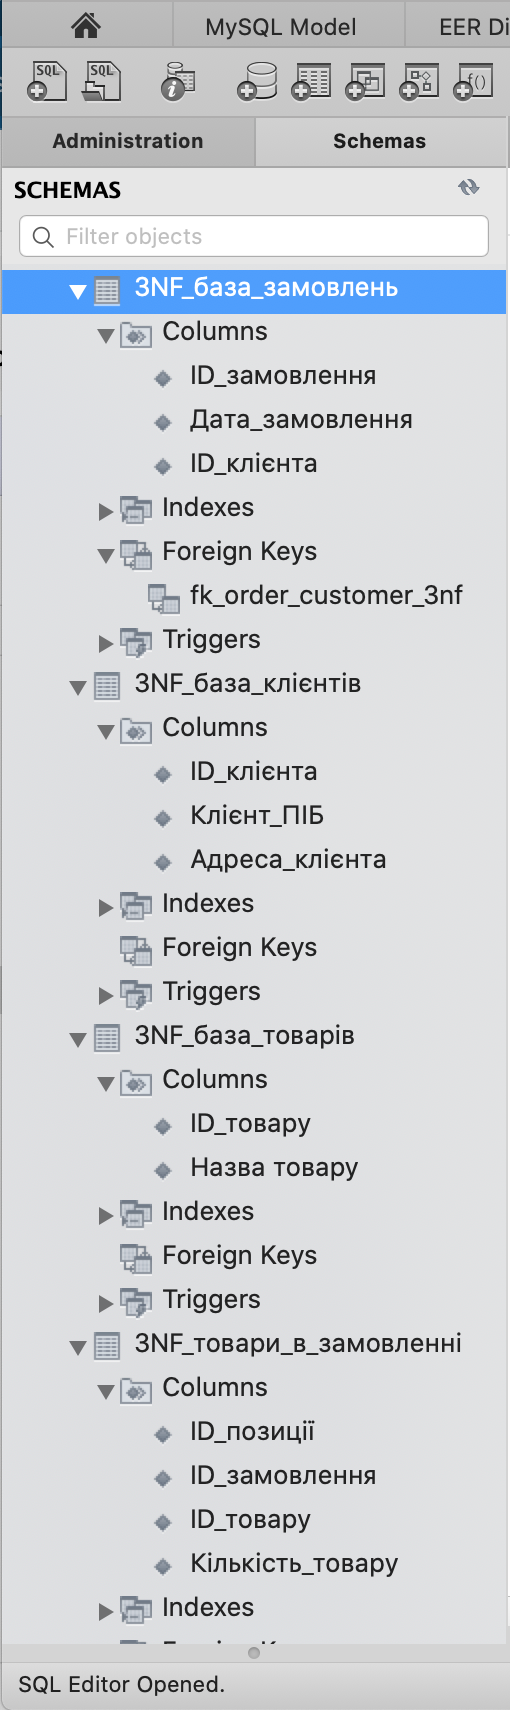 MySQL Model
EER Di
SQL
SQL
f()
Administration
Schemas
SCHEMAS
Filter objects
3NF_база_замовлень
Columns
ID_замовлення
Дата_замовлення
ID_клієнта
Indexes
Foreign Keys
fk_order_customer_3nf
Triggers
3NF_база_клієнтів
Columns
ID_клієнта
Клієнт_ПІБ
Адреса_клієнта
Indexes
Foreign Keys
Triggers
3NF_база_товарів
Columns
ID_товару
Назва товару
Indexes
Foreign Keys
Triggers
3NF_товари_в_замовленні
Columns
ID_позиції
ID_замовлення
ID_товару
Кількість_товару
Indexes
SQL Editor Opened.